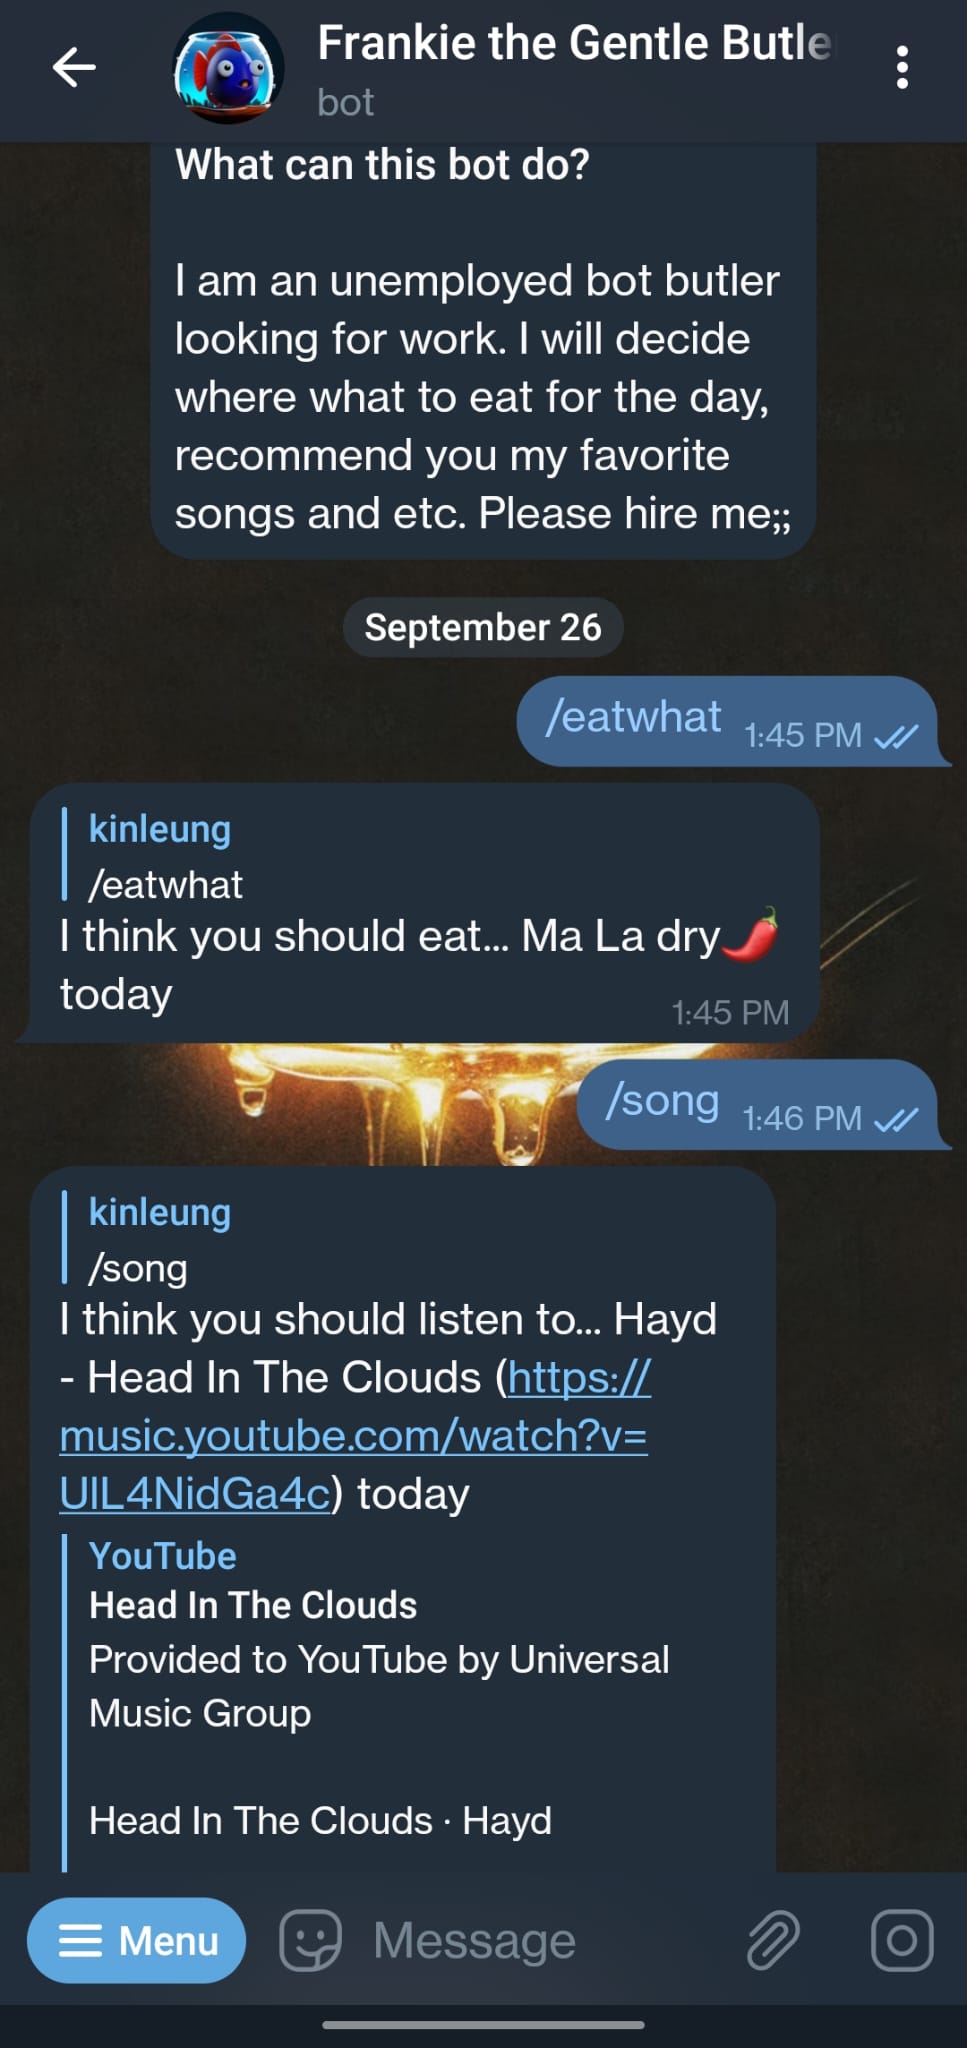 Frankie the Gentle Butle
bot
What can this bot do?
I am an unemployed bot butler
looking for work. I will decide
where what to eat for the day,
recommend you my favorite
songs and etc. Please hire me;;
September 26
/eatwhat 1:45 PM
kinleung
/eatwhat
I think you should eat... Ma La dry🌶️
today
1:45 PM
/song 1:46 PM
kinleung
/song
I think you should listen to... Hayd
- Head In The Clouds (https://
music.youtube.com/watch?v=
UlL4NidGa4c) today
YouTube
Head In The Clouds
Provided to YouTube by Universal
Music Group
Head In The Clouds · Hayd
Menu
Message